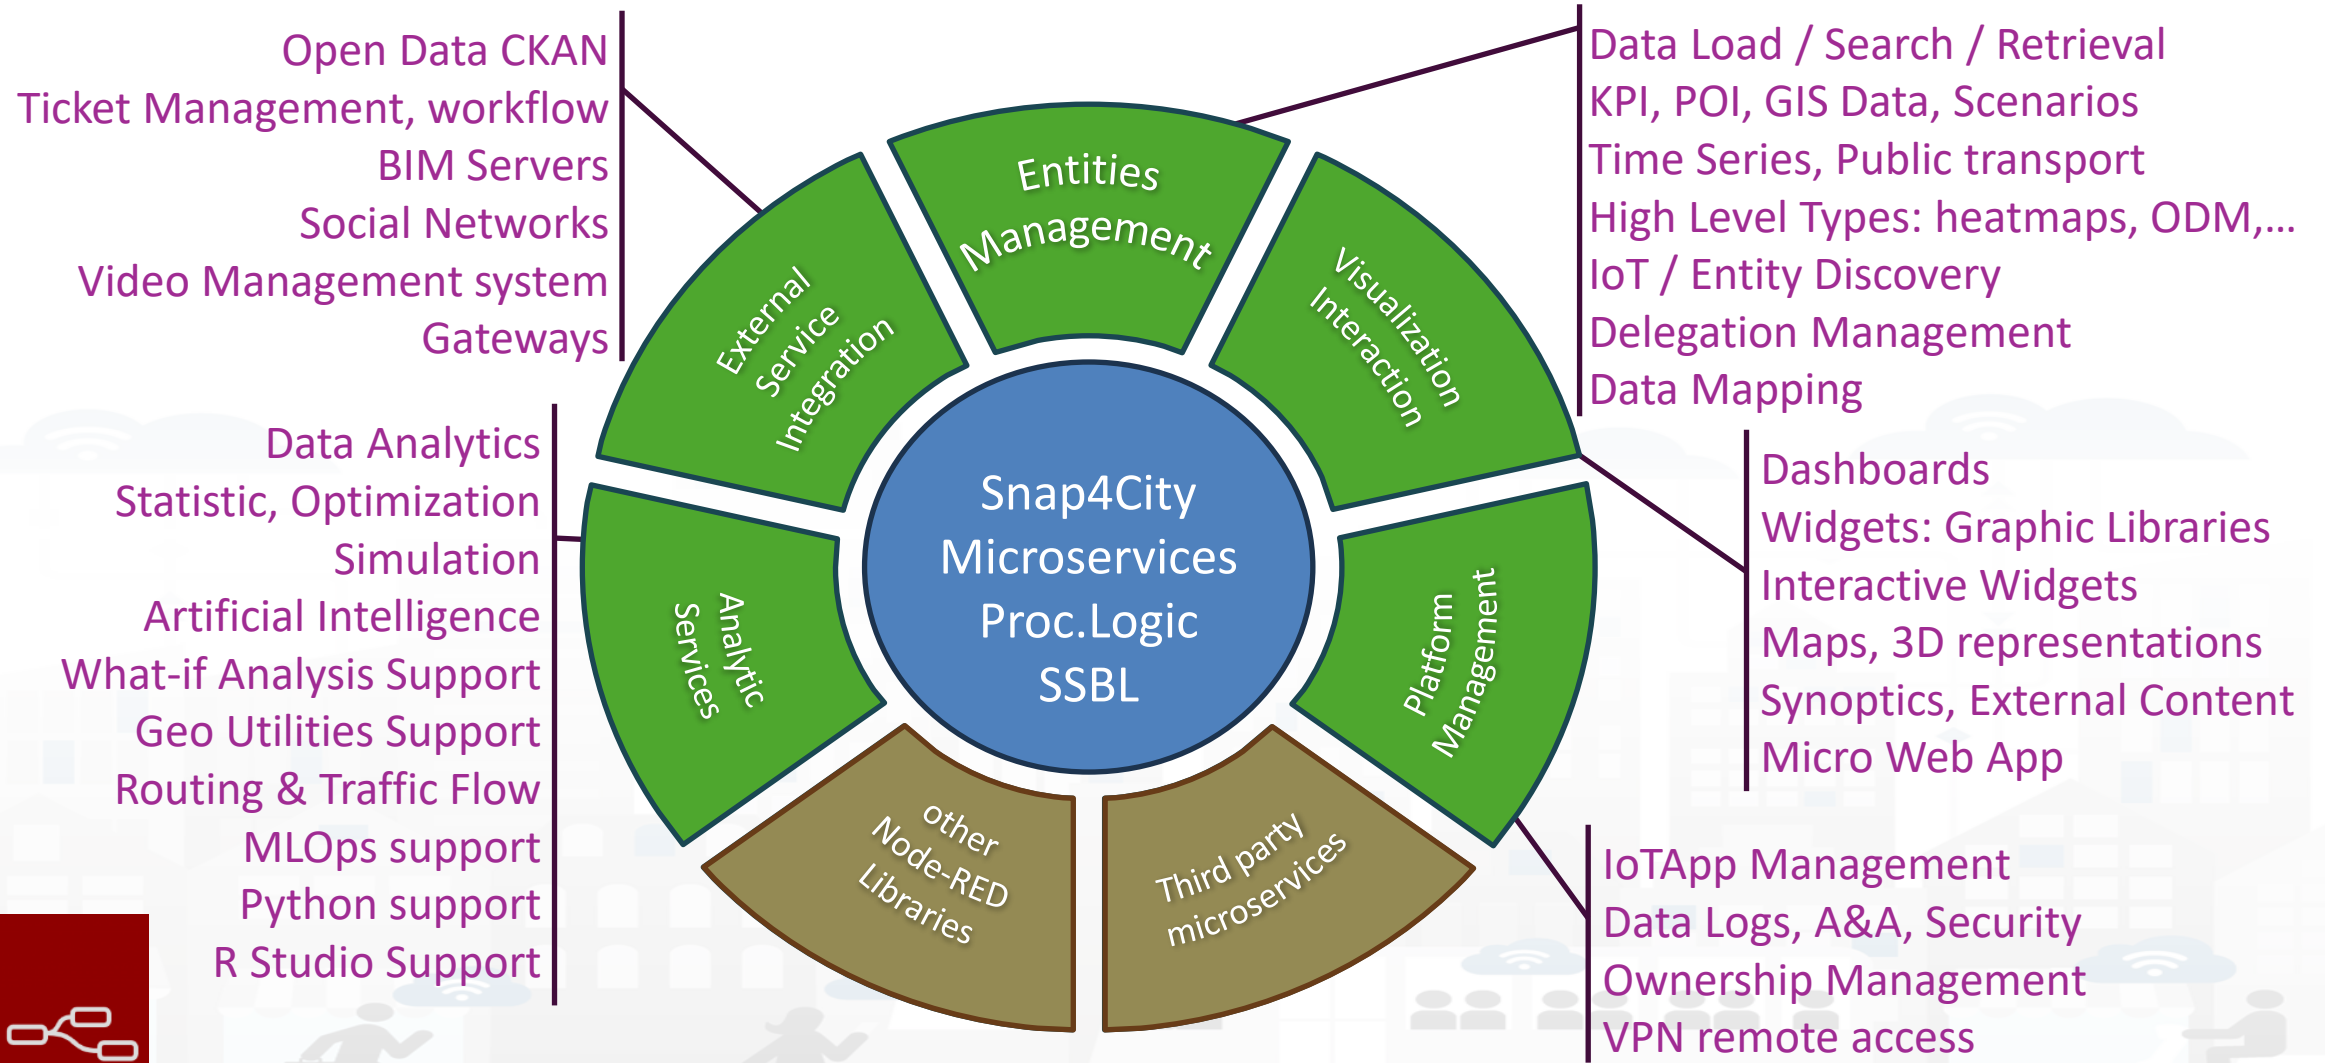 Open Data CKAN
Ticket Management, workflow
BIM Servers
Social Networks
Video Management system
Gateways
Data Analytics
Statistic, Optimization
Simulation
Artificial Intelligence
What-if Analysis Support
Geo Utilities Support
Routing & Traffic Flow
MLOps support
Python support
R Studio Support
Entities
Management
External
Service
Integration
Visualization
Interaction
Analytic
Services
Platform
Management
other
Node-RED
Libraries
Third party
microservices
Snap4City
Microservices
Proc.Logic
SSBL
Data Load / Search / Retrieval
KPI, POI, GIS Data, Scenarios
Time Series, Public transport
High Level Types: heatmaps, ODM,...
IoT / Entity Discovery
Delegation Management
Data Mapping
Dashboards
Widgets: Graphic Libraries
Interactive Widgets
Maps, 3D representations
Synoptics, External Content
Micro Web App
IoTApp Management
Data Logs, A&A, Security
Ownership Management
VPN remote access